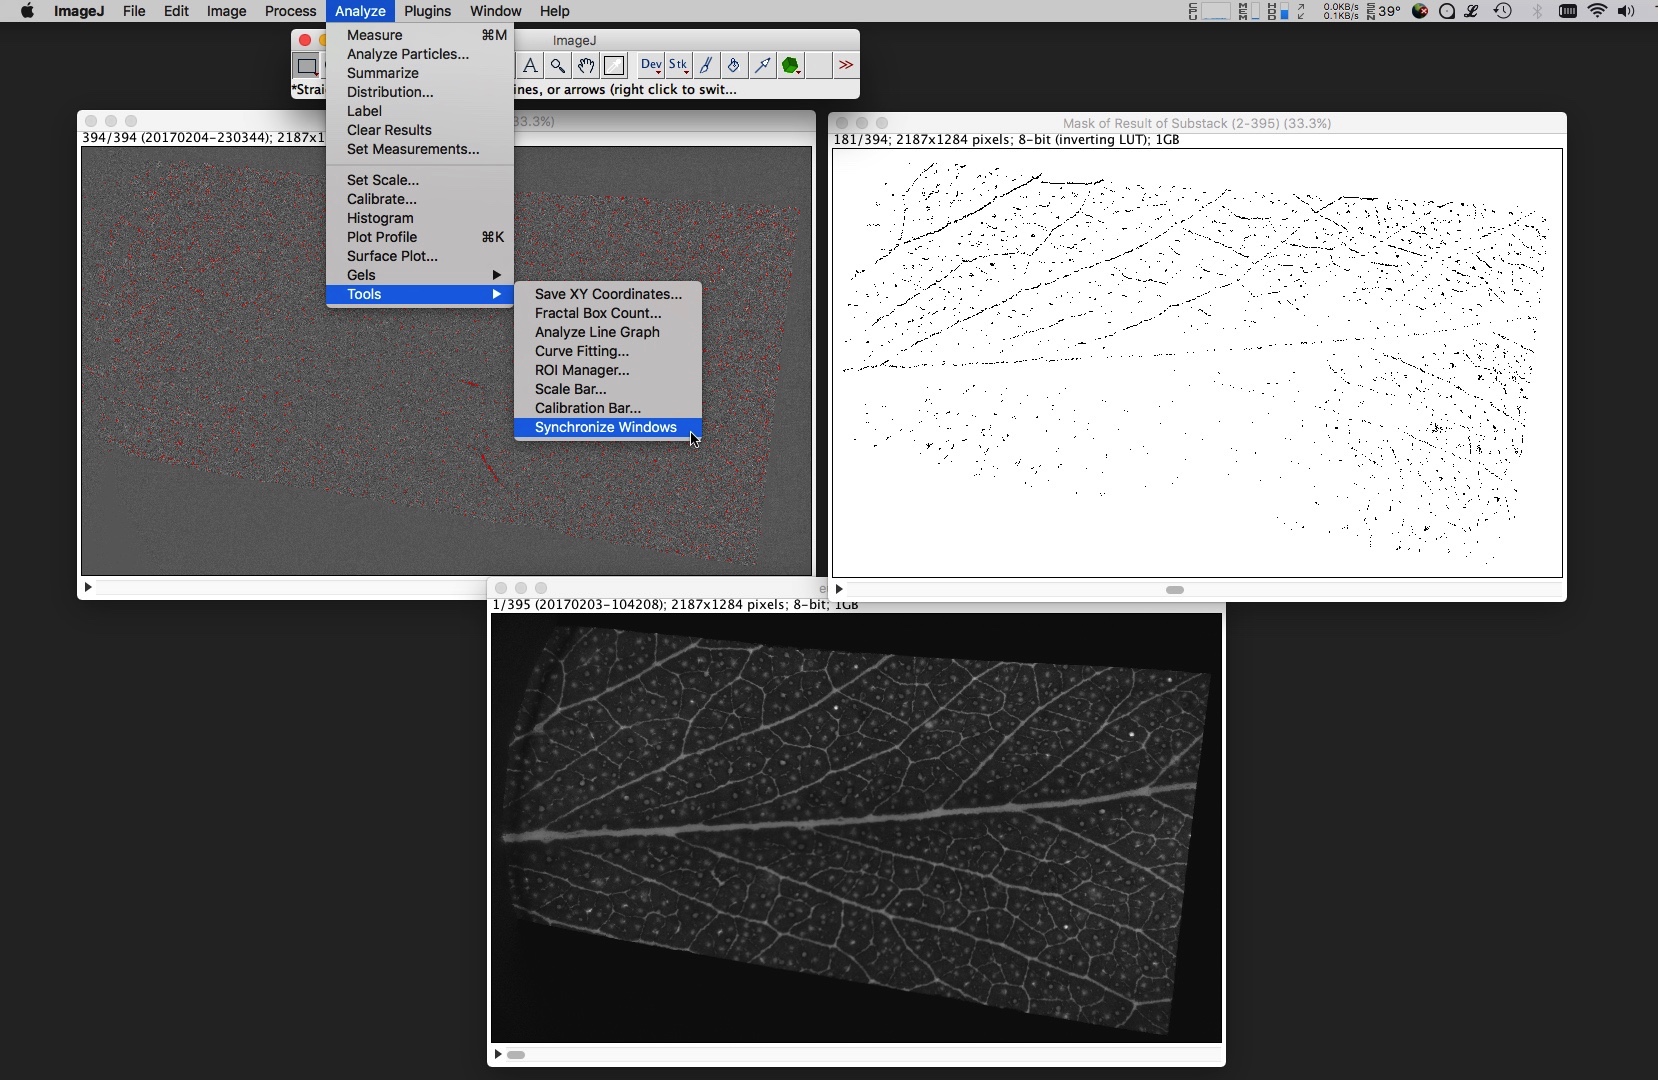 ImageJ File Edit Image Process Analyze Plugins Window Help
CPU MEM HDD 0.0KB/s 0.1KB/s SEN 39°
ImageJ
A Dev Stk >>
*Strai
ines, or arrows (right click to swit...
Measure ⌘M
Analyze Particles...
Summarize
Distribution...
Label
Clear Results
Set Measurements...
Set Scale...
Calibrate...
Histogram
Plot Profile ⌘K
Surface Plot...
Gels
Tools
Save XY Coordinates...
Fractal Box Count...
Analyze Line Graph
Curve Fitting...
ROI Manager...
Scale Bar...
Calibration Bar...
Synchronize Windows
33.3%)
394/394 (20170204-230344); 2187x1
Mask of Result of Substack (2-395) (33.3%)
181/394; 2187x1284 pixels; 8-bit (inverting LUT); 1GB
1/395 (20170203-104208); 2187x1284 pixels; 8-bit; 1GB